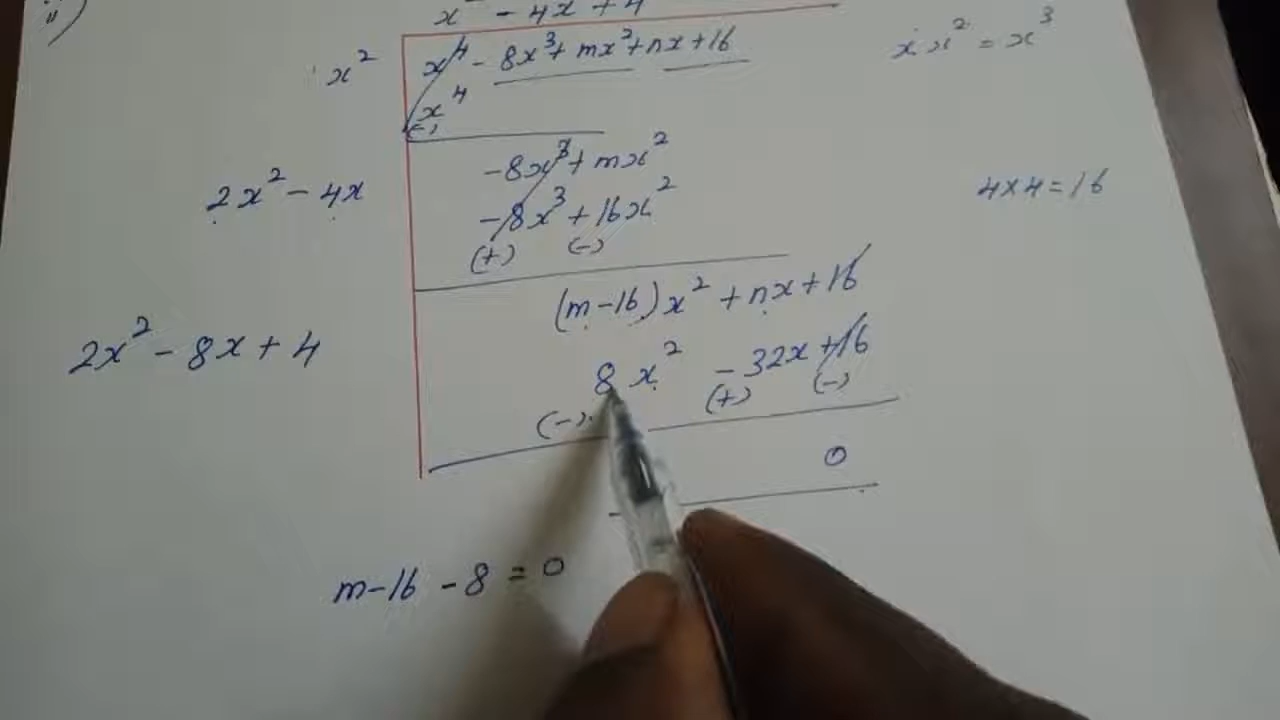 ii)
x² - 4x + 4
x² x⁴ - 8x³ + mx² + nx + 16 x·x² = x³
x⁴
(-)
-8x³ + mx²
2x² - 4x -8x³ + 16x² 4×4=16
(+) (-)
(m-16)x² + nx + 16
2x² - 8x + 4 8x² - 32x + 16
(-) (+) (-)
0
m-16 - 8 = 0